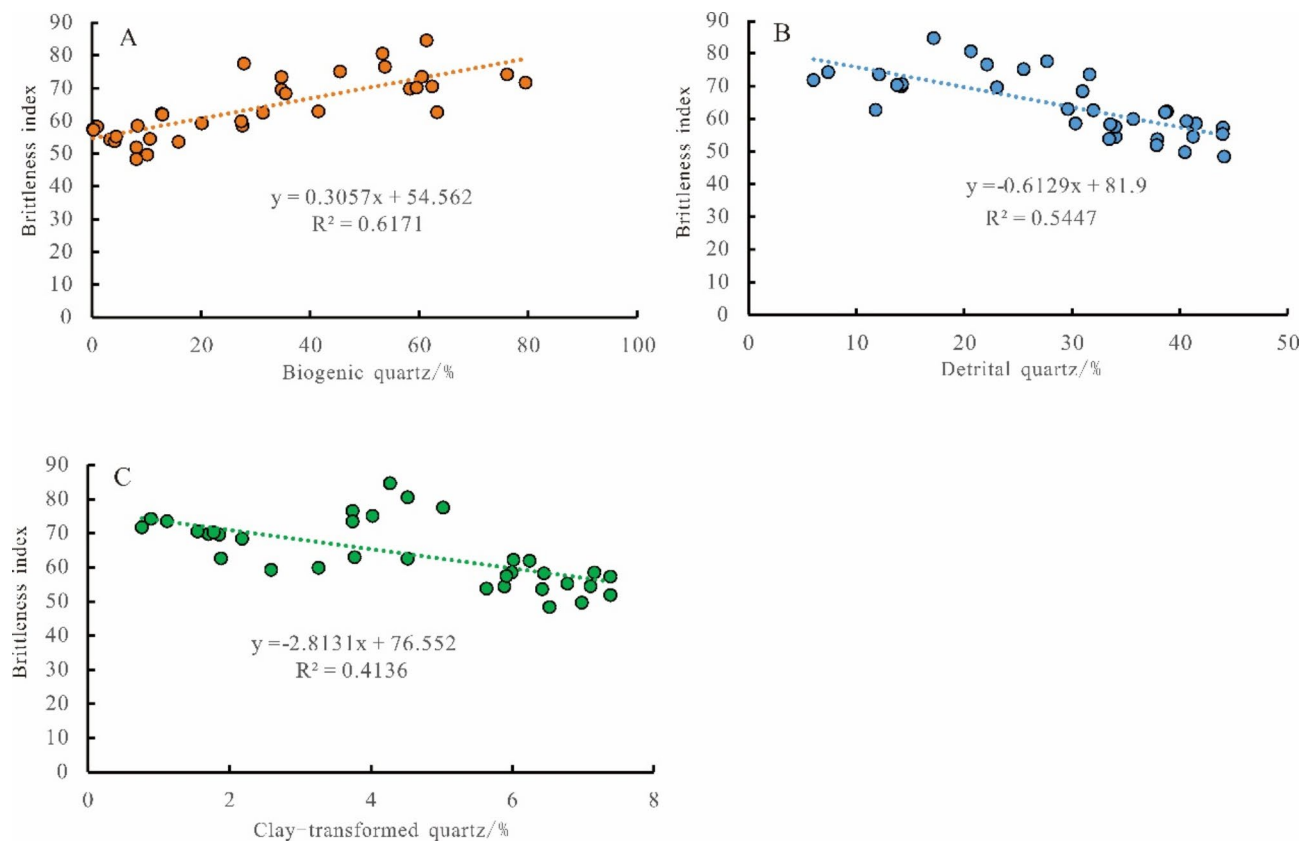 A
90
80
70
60
50
40
30
20
10
0
Brittleness index
y = 0.3057x + 54.562
R² = 0.6171
0 20 40 60 80 100
Biogenic quartz/%
B
90
80
70
60
50
40
30
20
10
0
Brittleness index
y =-0.6129x + 81.9
R² = 0.5447
0 10 20 30 40 50
Detrital quartz/%
C
90
80
70
60
50
40
30
20
10
0
Brittleness index
y =-2.8131x + 76.552
R² = 0.4136
0 2 4 6 8
Clay-transformed quartz/%